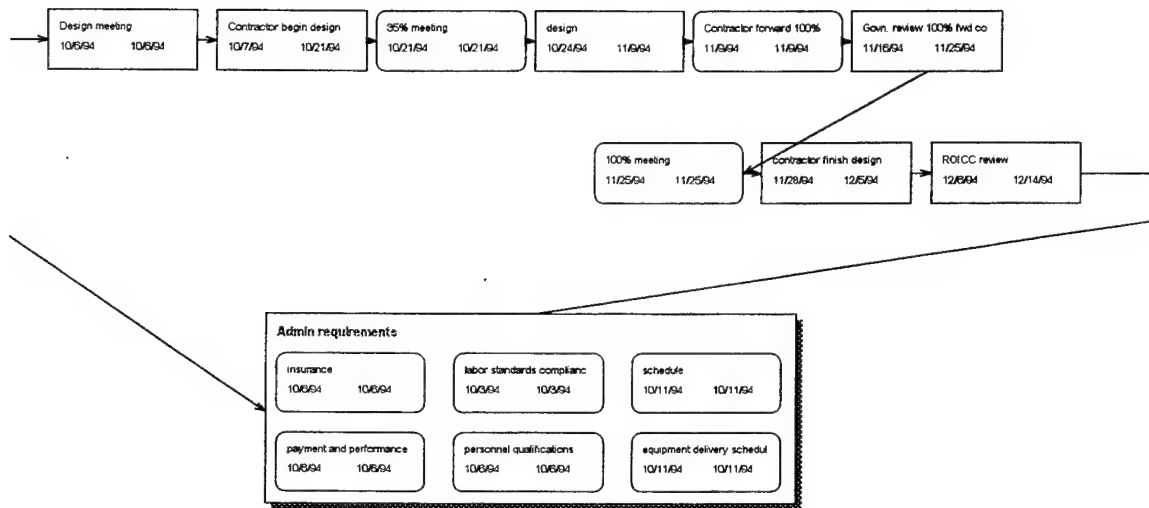 Design meeting
10/6/94 10/6/94
Contractor begin design
10/7/94 10/21/94
35% meeting
10/21/94 10/21/94
design
10/24/94 11/9/94
Contractor forward 100%
11/9/94 11/9/94
Govn. review 100% fwd co
11/16/94 11/25/94
100% meeting
11/25/94 11/25/94
contractor finish design
11/28/94 12/5/94
ROICC review
12/6/94 12/14/94
Admin requirements
insurance
10/6/94 10/6/94
labor standards complianc
10/3/94 10/3/94
schedule
10/11/94 10/11/94
payment and performance
10/6/94 10/6/94
personnel qualifications
10/6/94 10/6/94
equipment delivery schedul
10/11/94 10/11/94